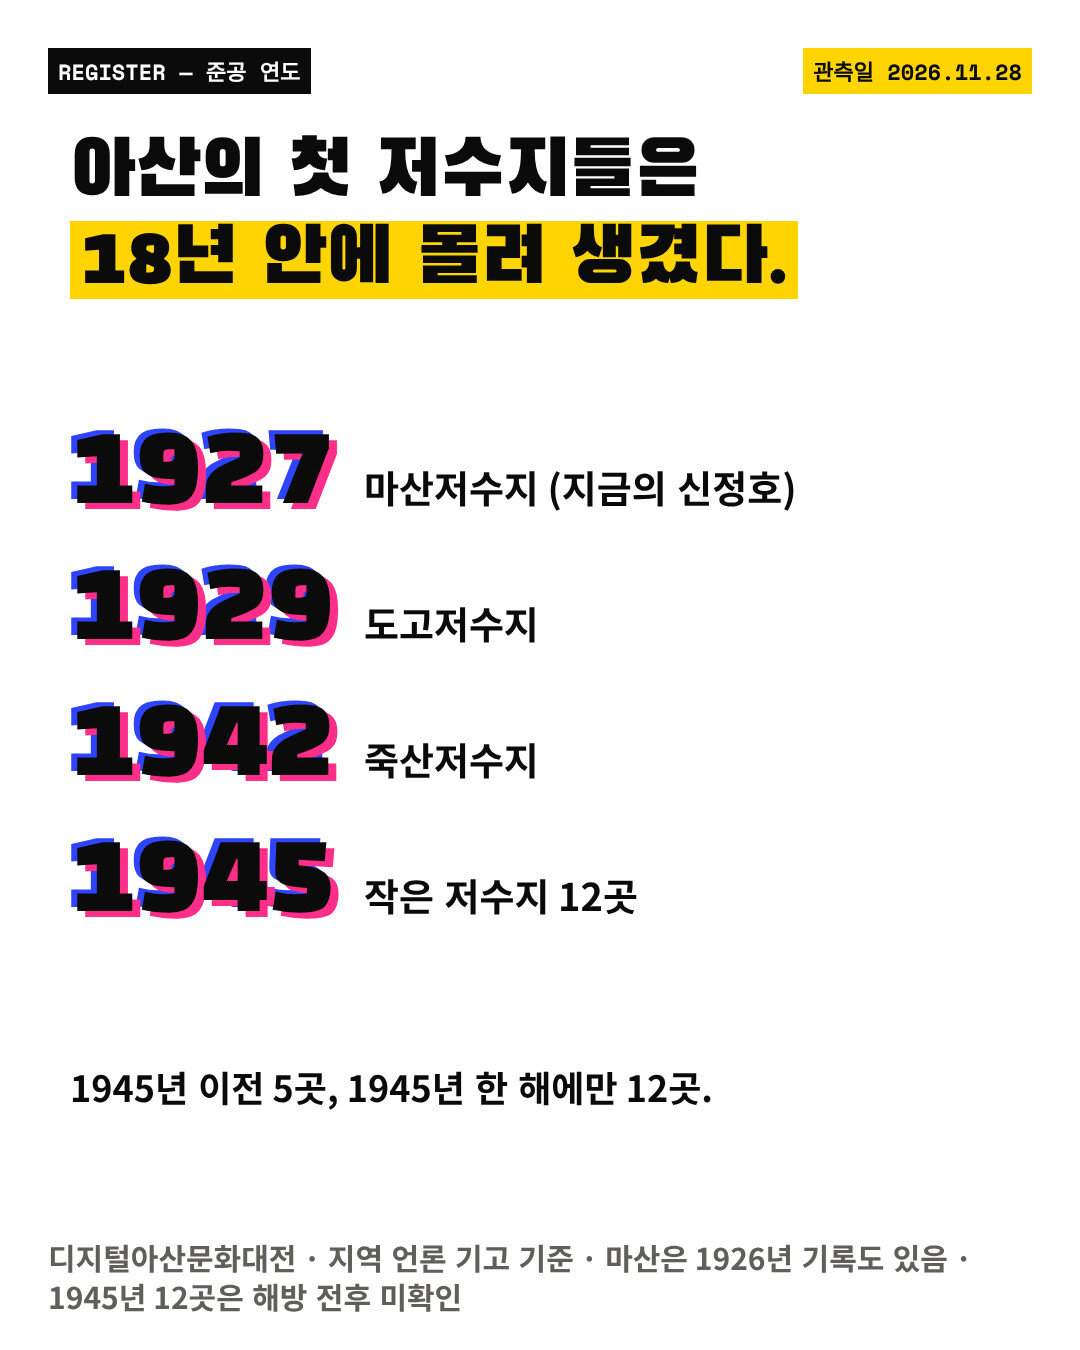 REGISTER — 준공 연도
관측일 2026.11.28
아산의 첫 저수지들은
18년 안에 몰려 생겼다.
1927 마산저수지 (지금의 신정호)
1929 도고저수지
1942 죽산저수지
1945 작은 저수지 12곳
1945년 이전 5곳, 1945년 한 해에만 12곳.
디지털아산문화대전 · 지역 언론 기고 기준 · 마산은 1926년 기록도 있음 ·
1945년 12곳은 해방 전후 미확인